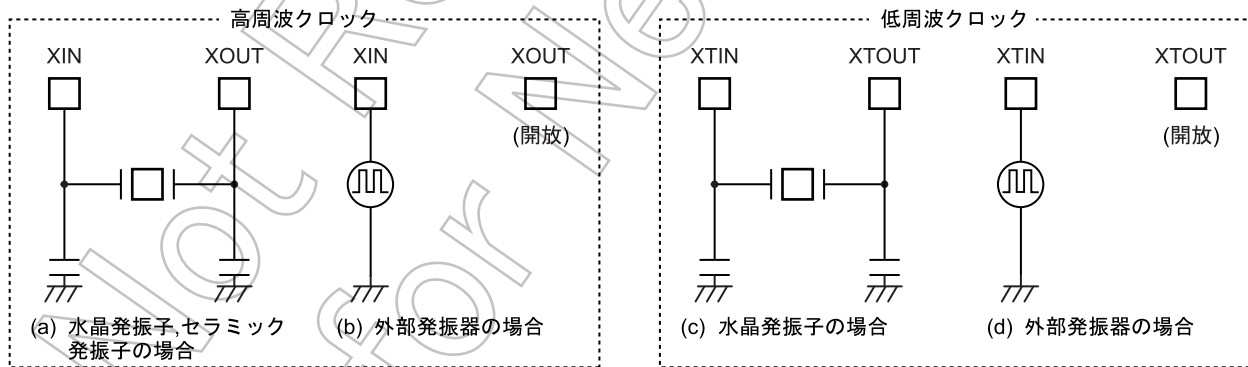 高周波クロック
XIN
XOUT
XIN
XOUT
(開放)
(a) 水晶発振子,セラミック
発振子の場合
(b) 外部発振器の場合
低周波クロック
XTIN
XTOUT
XTIN
XTOUT
(開放)
(c) 水晶発振子の場合
(d) 外部発振器の場合
Not R
for Ne